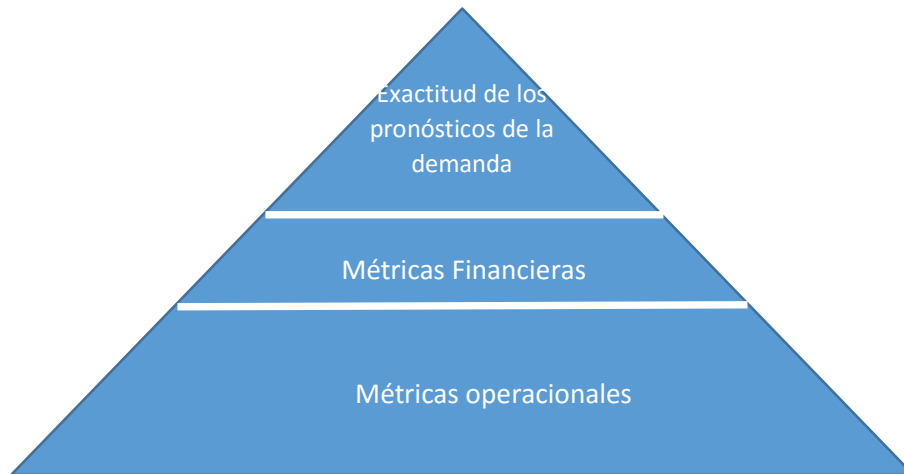 Exactitud de los
pronósticos de la
demanda
Métricas Financieras
Métricas operacionales